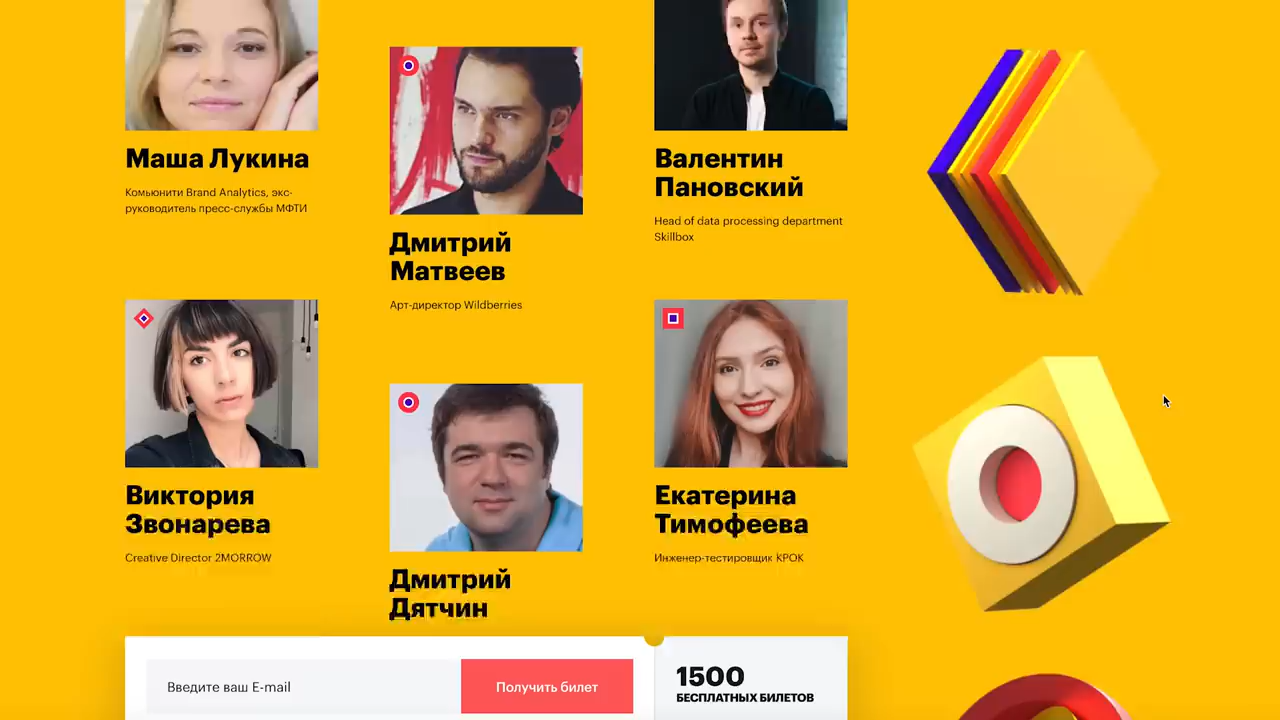 Маша Лукина
Комьюнити Brand Analytics, экс-
руководитель пресс-службы МФТИ
Дмитрий
Матвеев
Арт-директор Wildberries
Валентин
Пановский
Head of data processing department
Skillbox
Виктория
Звонарева
Creative Director 2MORROW
Дмитрий
Дятчин
Екатерина
Тимофеева
Инженер-тестировщик КРОК
Введите ваш E-mail
Получить билет
1500
БЕСПЛАТНЫХ БИЛЕТОВ